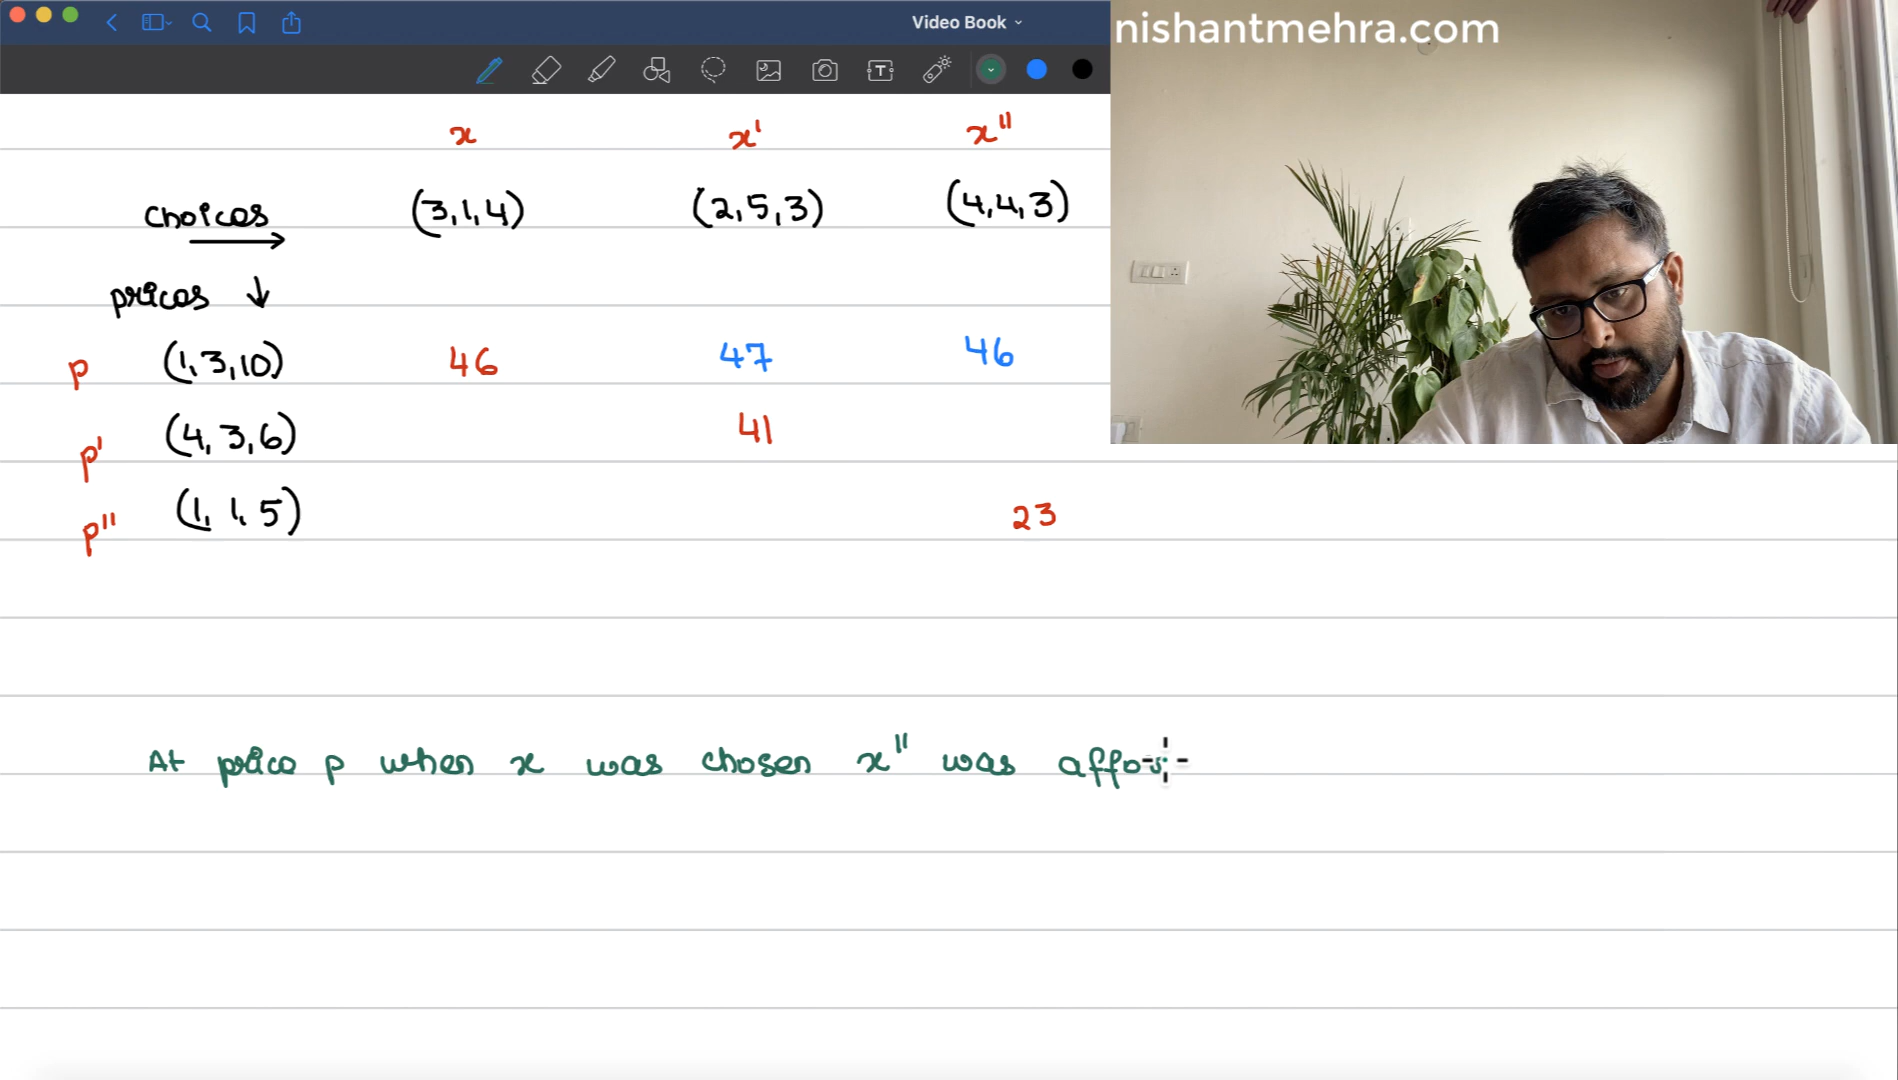 Video Book
nishantmehra.com
x x' x"
choices (3,1,4) (2,5,3) (4,4,3)
prices
p (1,3,10) 46 47 46
p' (4,3,6) 41
p" (1,1,5) 23
At price p when x was chosen x" was affor